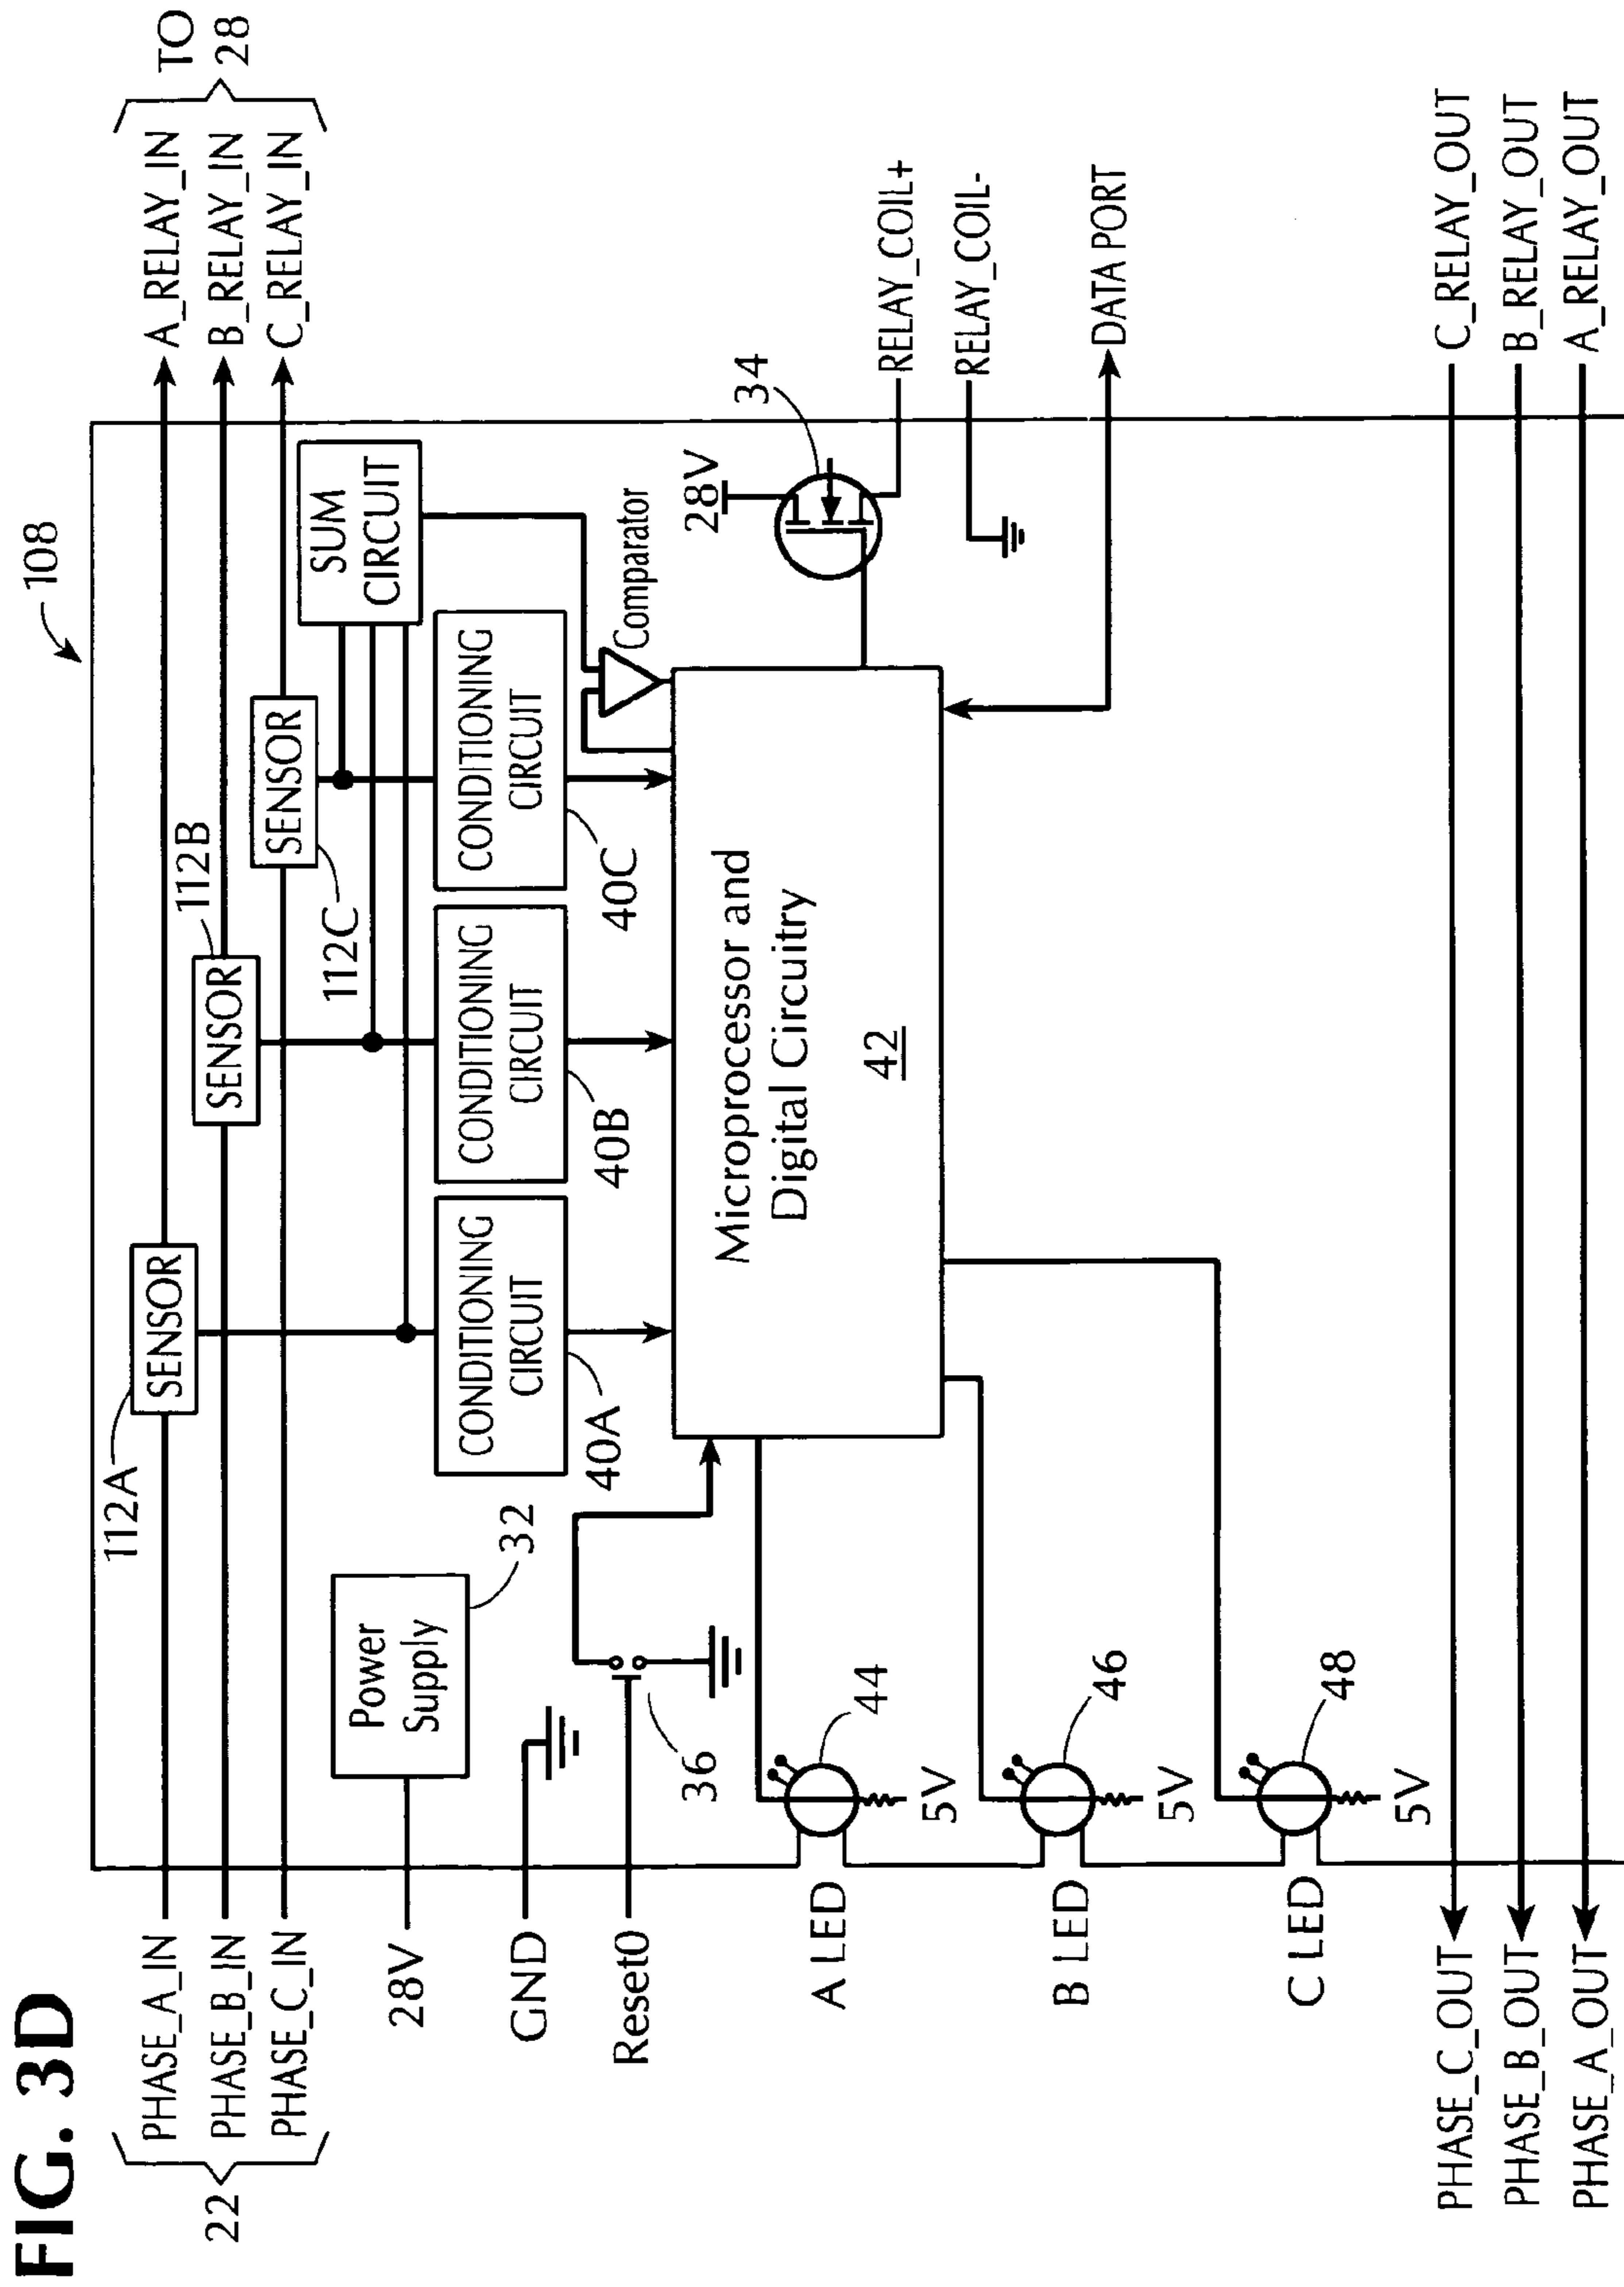 FIG. 3D
108
22
PHASE_A_IN
PHASE_B_IN
PHASE_C_IN
A_RELAY_IN
B_RELAY_IN
C_RELAY_IN
TO
28
112A
SENSOR
SENSOR
112B
SENSOR
112C
SUM
CIRCUIT
28V
Power
Supply
32
CONDITIONING
CIRCUIT
40A
CONDITIONING
CIRCUIT
40B
CONDITIONING
CIRCUIT
40C
Comparator
GND
Reset0
36
Microprocessor and
Digital Circuitry
42
28V
34
RELAY_COIL+
RELAY_COIL-
DATA PORT
A LED
44
5V
B LED
46
5V
C LED
48
5V
PHASE_C_OUT
C_RELAY_OUT
PHASE_B_OUT
B_RELAY_OUT
PHASE_A_OUT
A_RELAY_OUT